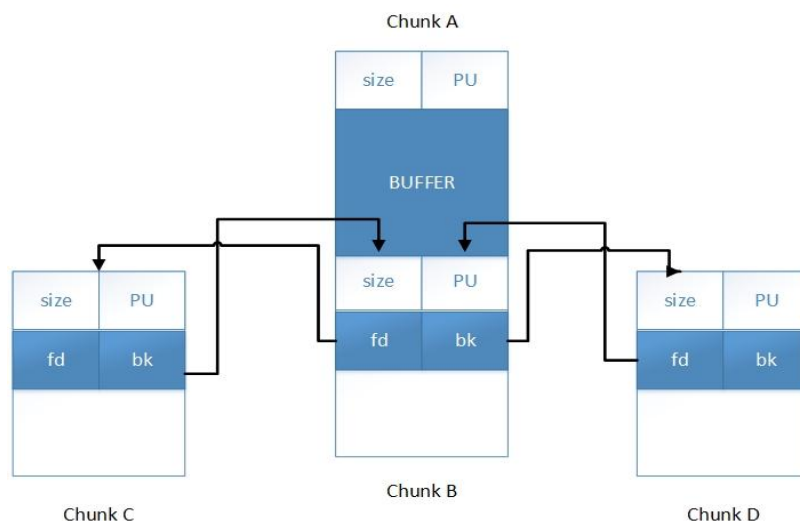 Chunk A
size PU
BUFFER
size PU
fd bk
Chunk B
size PU
fd bk
Chunk C
size PU
fd bk
Chunk D